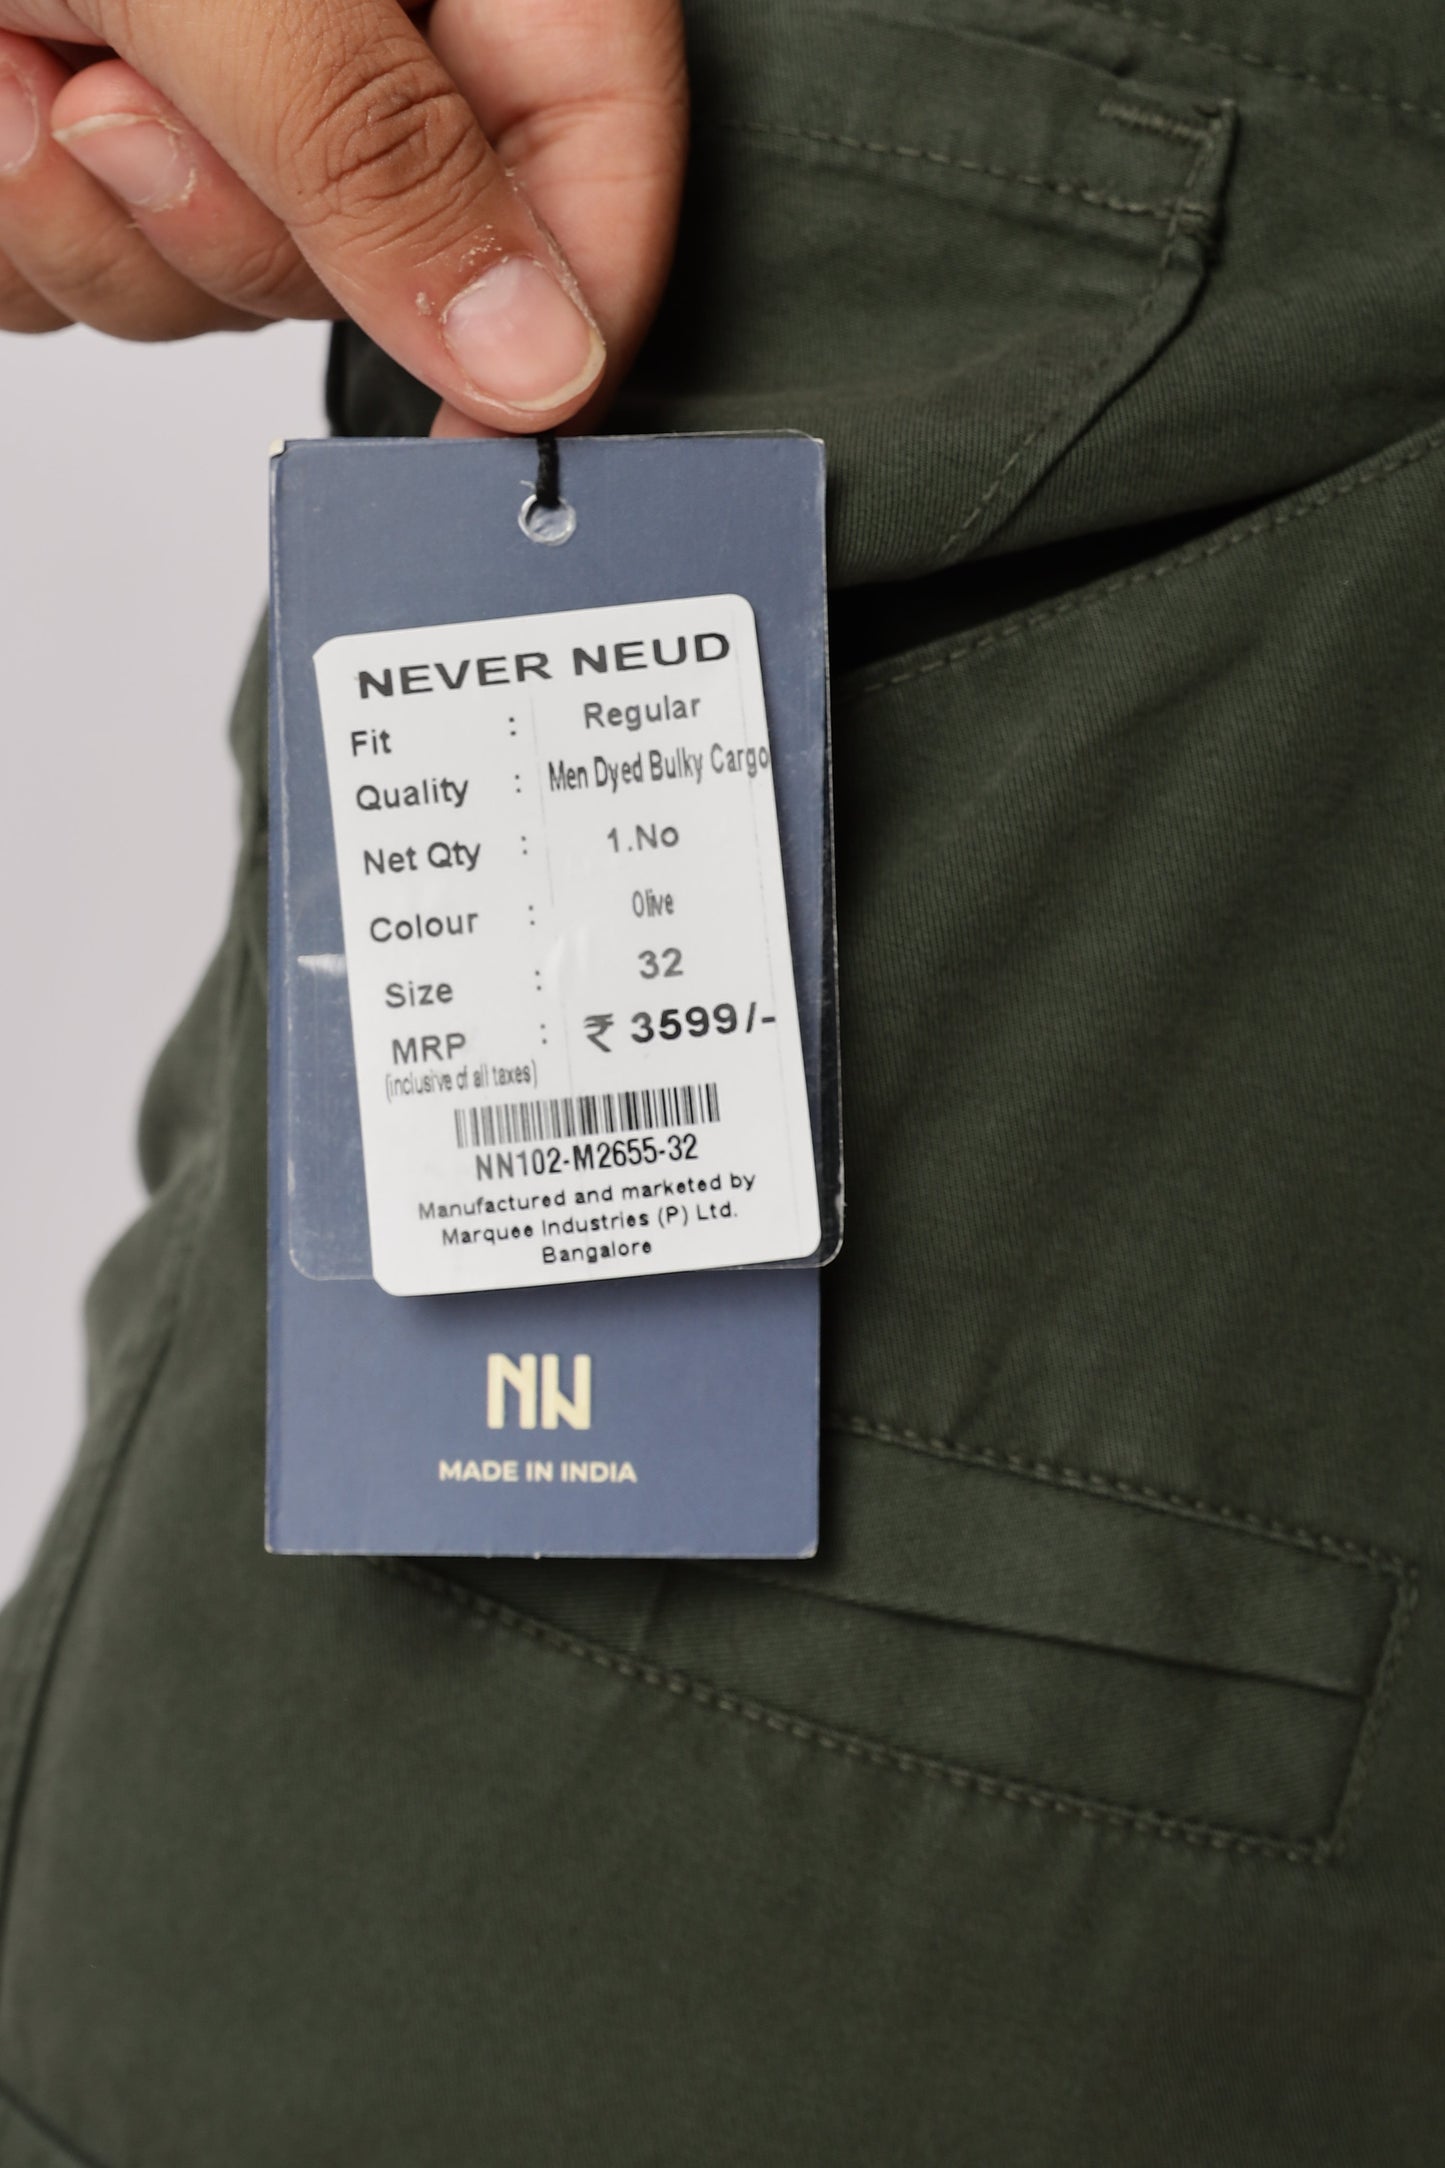 NEVER NEUD
Fit : Regular
Quality : Men Dyed Bulky Cargo
Net Qty : 1.No
Colour : Olive
Size : 32
MRP : ₹ 3599/-
(inclusive of all taxes)
NN102-M2655-32
Manufactured and marketed by
Marquee Industries (P) Ltd.
Bangalore
NN
MADE IN INDIA